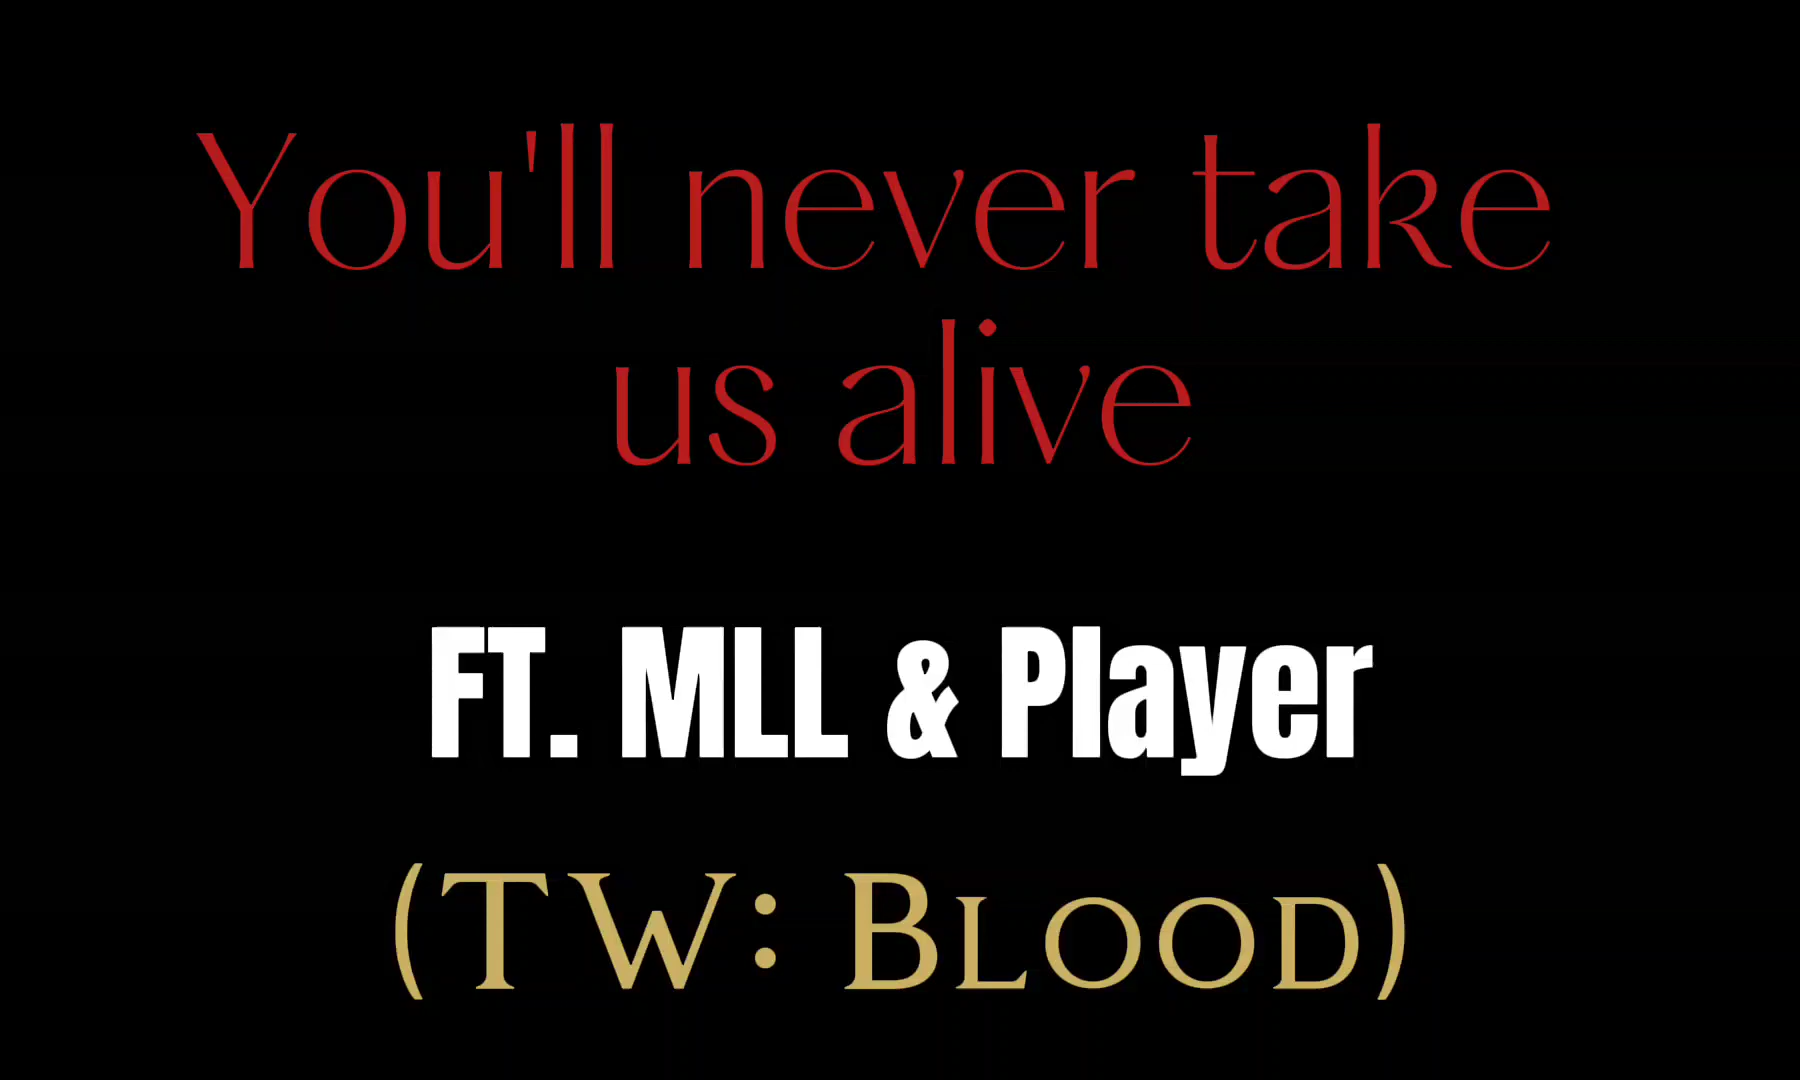 You'll never take
us alive
FT. MLL & Player
(TW: Blood)